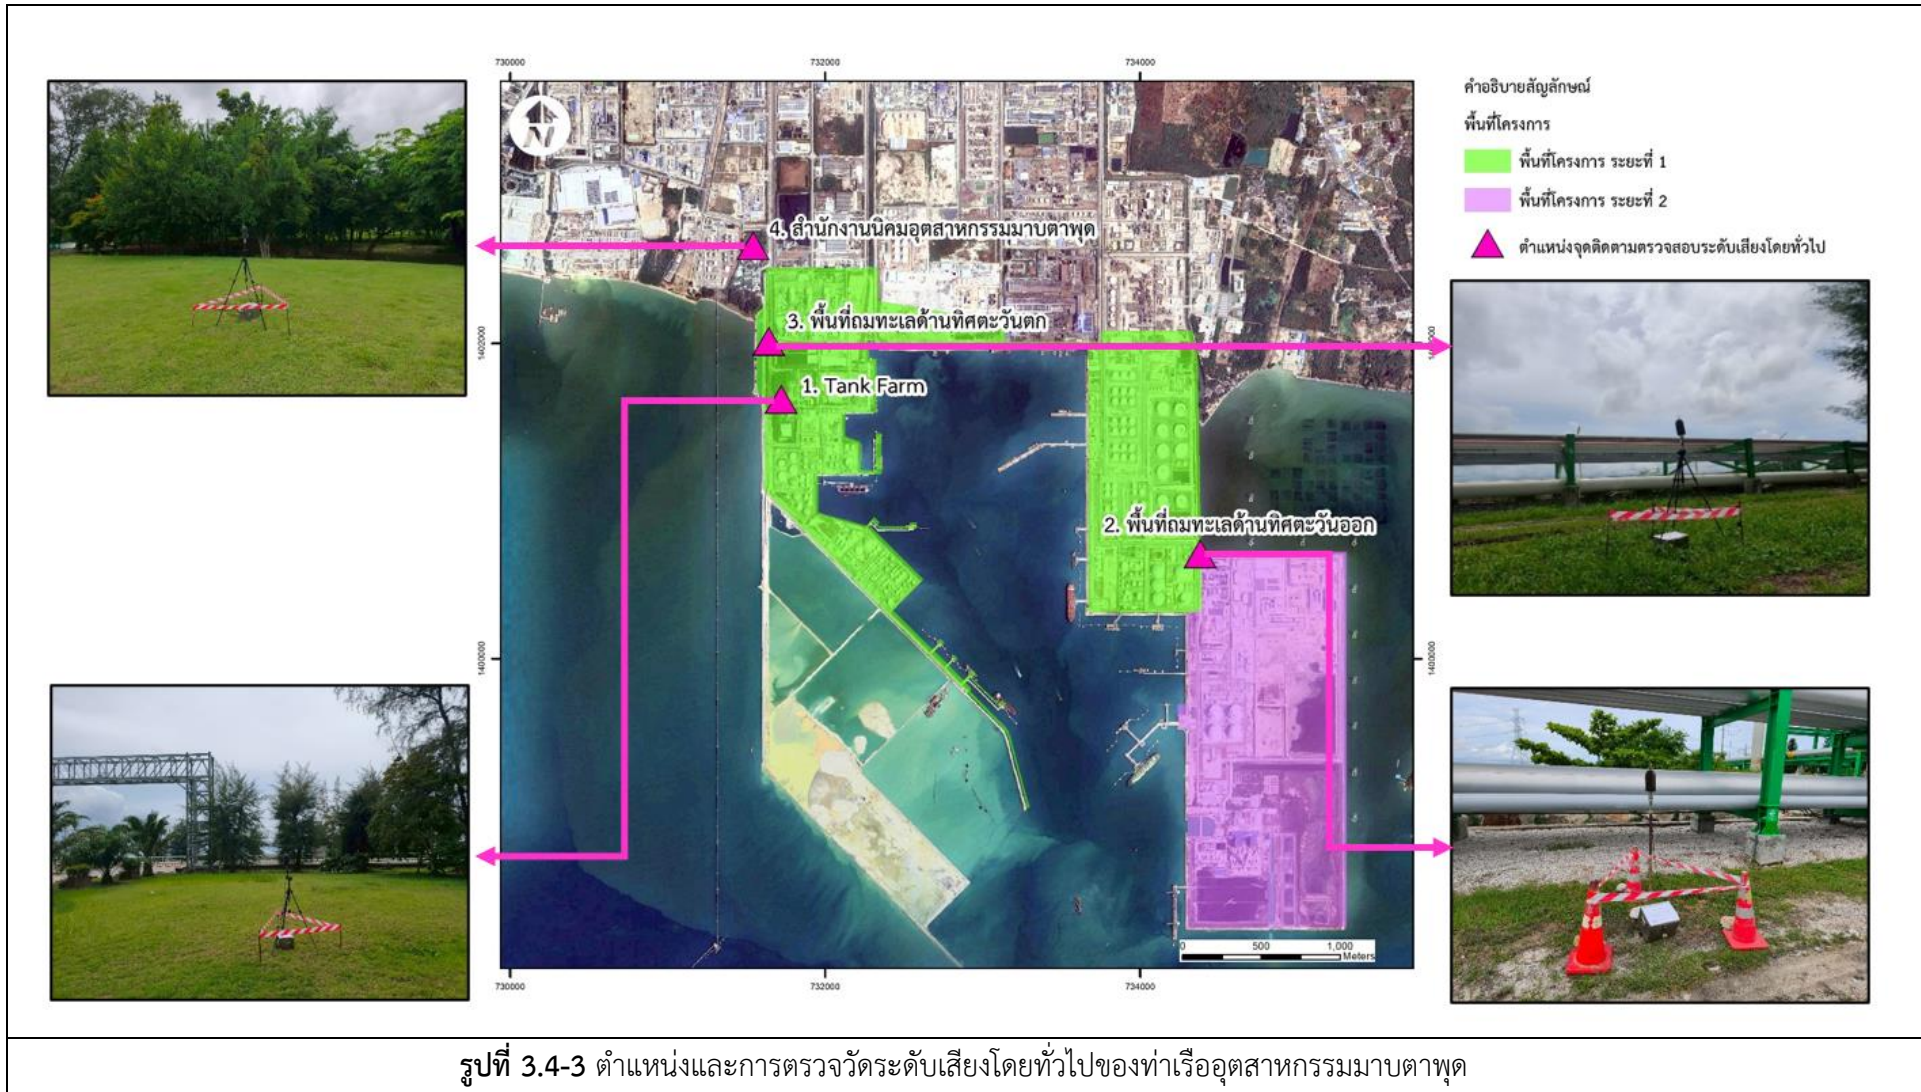 730000
732000
734000
คำอธิบายสัญลักษณ์
พื้นที่โครงการ
พื้นที่โครงการ ระยะที่ 1
พื้นที่โครงการ ระยะที่ 2
ตำแหน่งจุดติดตามตรวจสอบระดับเสียงโดยทั่วไป
N
4. สำนักงานนิคมอุตสาหกรรมมาบตาพุด
3. พื้นที่ถมทะเลด้านทิศตะวันตก
1402000
1. Tank Farm
2. พื้นที่ถมทะเลด้านทิศตะวันออก
1400000
1400000
0 500 1,000
Meters
730000
732000
734000
รูปที่ 3.4-3 ตำแหน่งและการตรวจวัดระดับเสียงโดยทั่วไปของท่าเรืออุตสาหกรรมมาบตาพุด